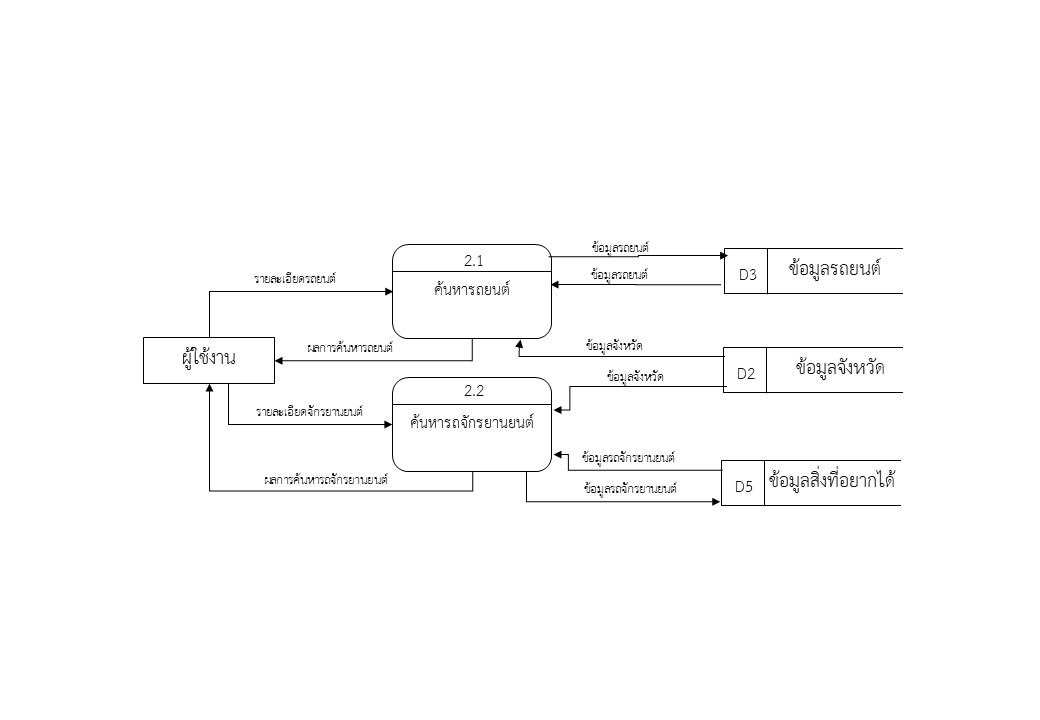 ข้อมูลรถยนต์
2.1
D3
ข้อมูลรถยนต์
รายละเอียดรถยนต์
ข้อมูลรถยนต์
ค้นหารถยนต์
ผลการค้นหารถยนต์
ข้อมูลจังหวัด
ผู้ใช้งาน
D2
ข้อมูลจังหวัด
ข้อมูลจังหวัด
2.2
รายละเอียดจักรยานยนต์
ค้นหารถจักรยานยนต์
ข้อมูลรถจักรยานยนต์
ผลการค้นหารถจักรยานยนต์
D5
ข้อมูลสิ่งที่อยากได้
ข้อมูลรถจักรยานยนต์